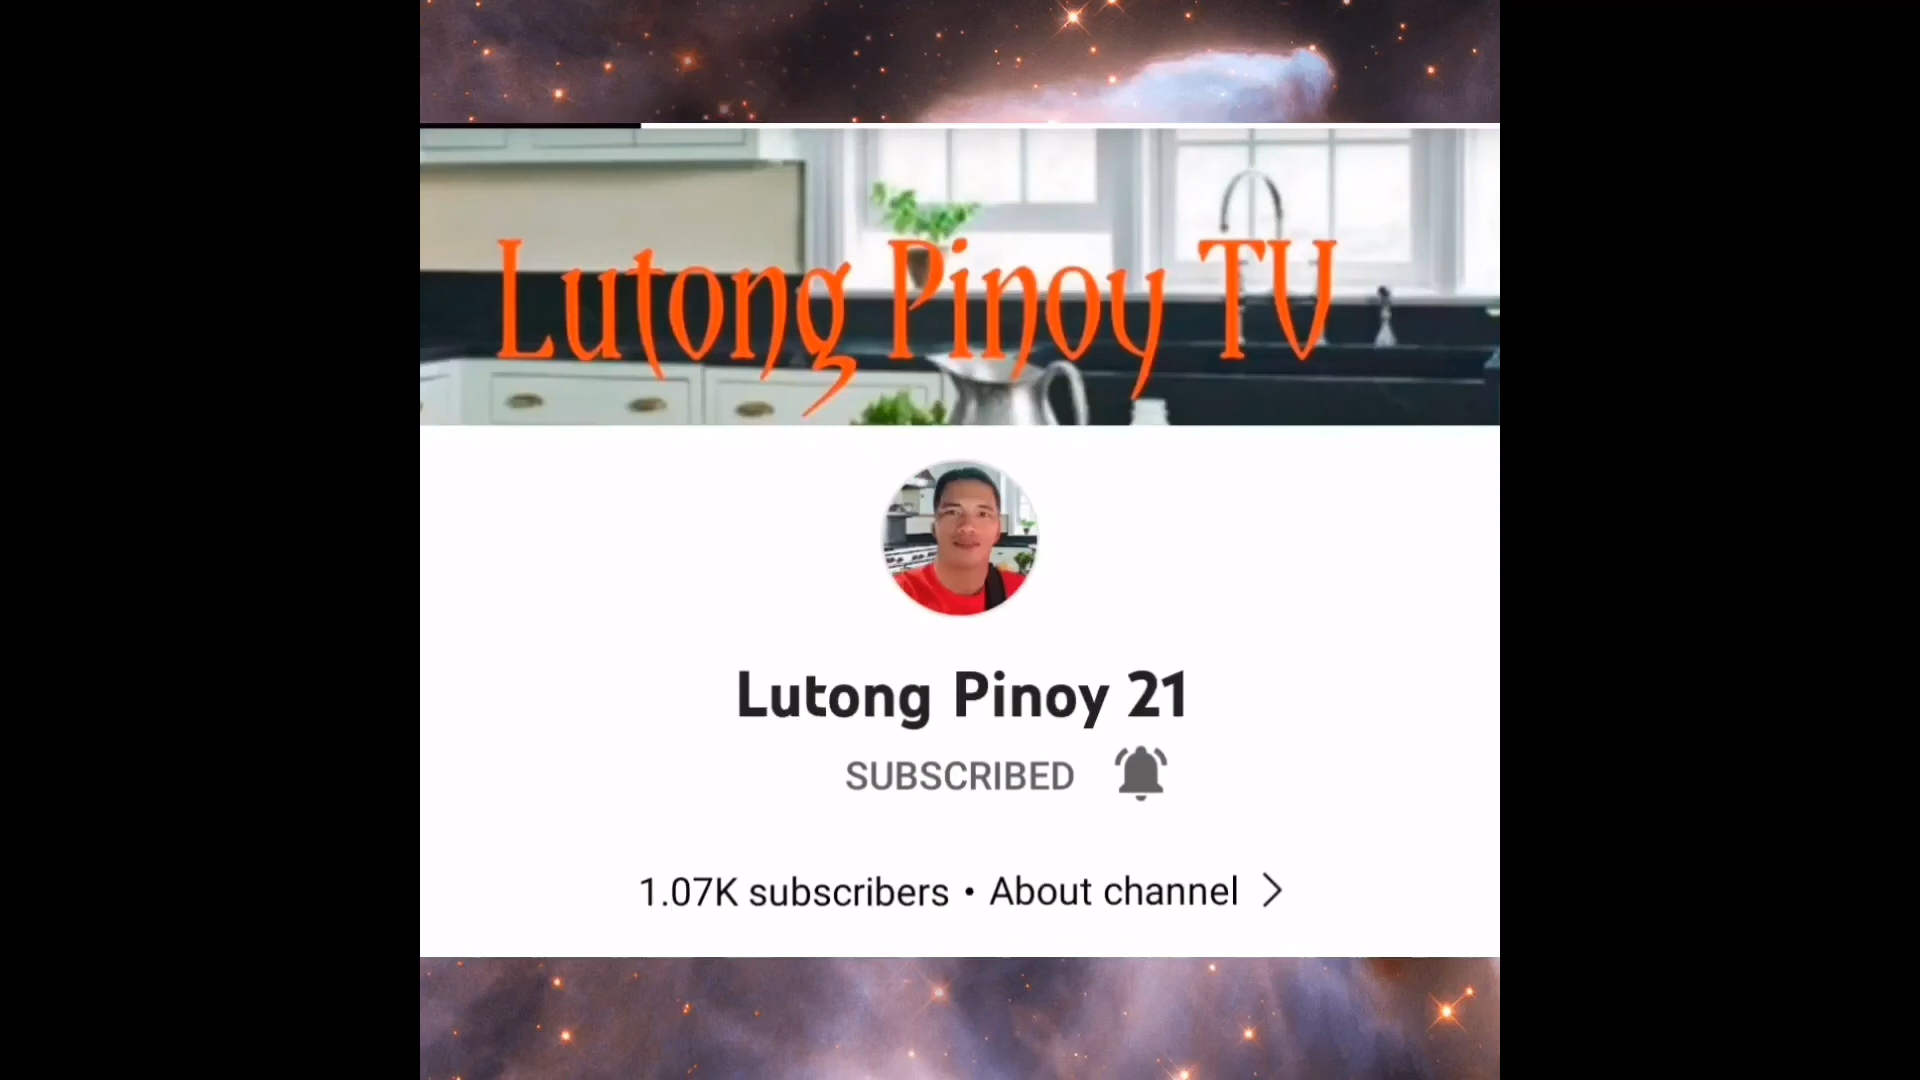 Lutong Pinoy TV
Lutong Pinoy 21
SUBSCRIBED
1.07K subscribers • About channel